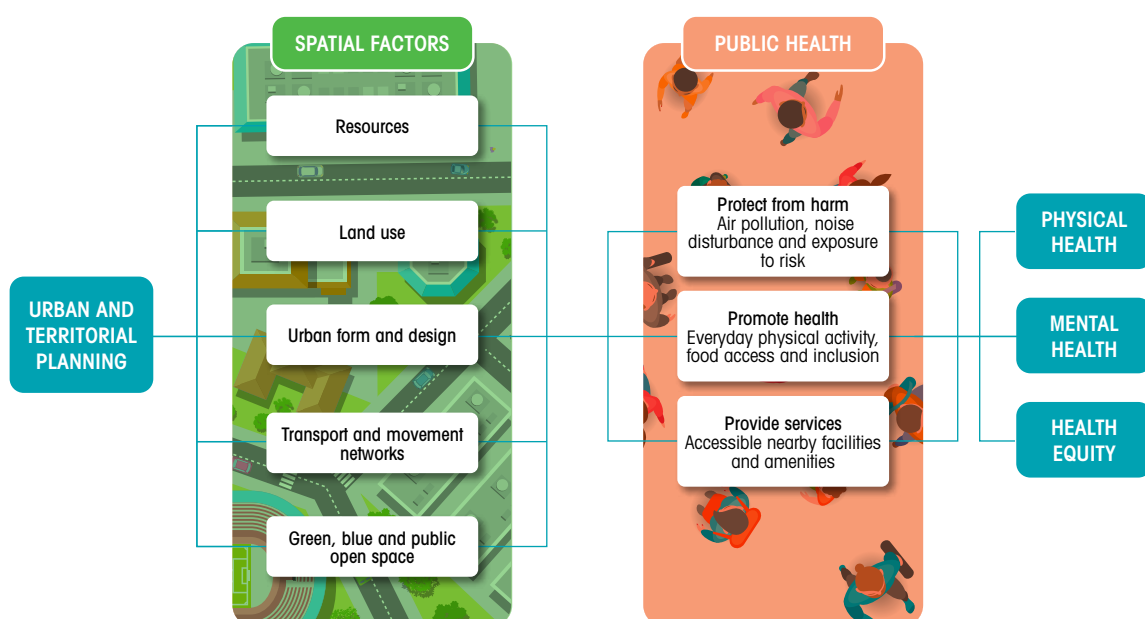 SPATIAL FACTORS
PUBLIC HEALTH
URBAN AND
TERRITORIAL
PLANNING
Resources
Land use
Urban form and design
Transport and movement
networks
Green, blue and public
open space
Protect from harm
Air pollution, noise
disturbance and exposure
to risk
Promote health
Everyday physical activity,
food access and inclusion
Provide services
Accessible nearby facilities
and amenities
PHYSICAL
HEALTH
MENTAL
HEALTH
HEALTH
EQUITY